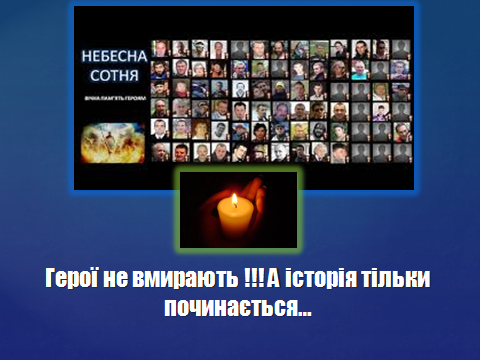 НЕБЕСНА
СОТНЯ
ВІЧНА ПАМ'ЯТЬ ГЕРОЯМ
Герої не вмирають !!! А історія тільки
починається...